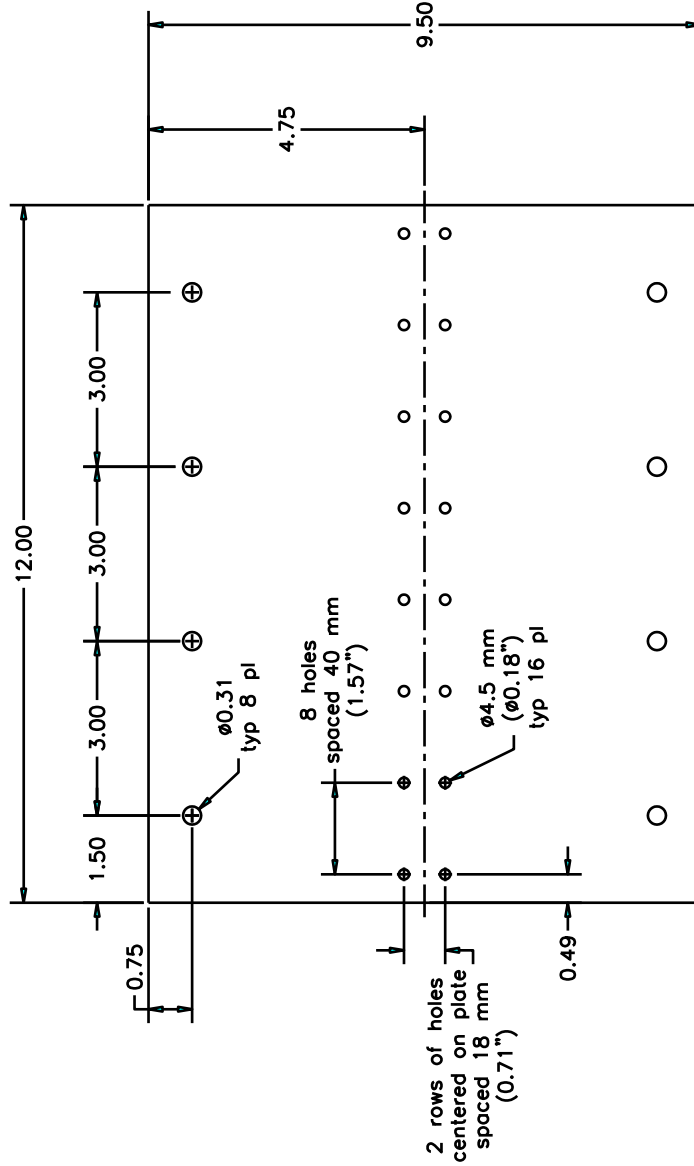 12.00
3.00
3.00
3.00
1.50
0.75
4.75
9.50
ø0.31
typ 8 pl
8 holes
spaced 40 mm
(1.57")
ø4.5 mm
(ø0.18")
typ 16 pl
0.49
2 rows of holes
centered on plate
spaced 18 mm
(0.71")